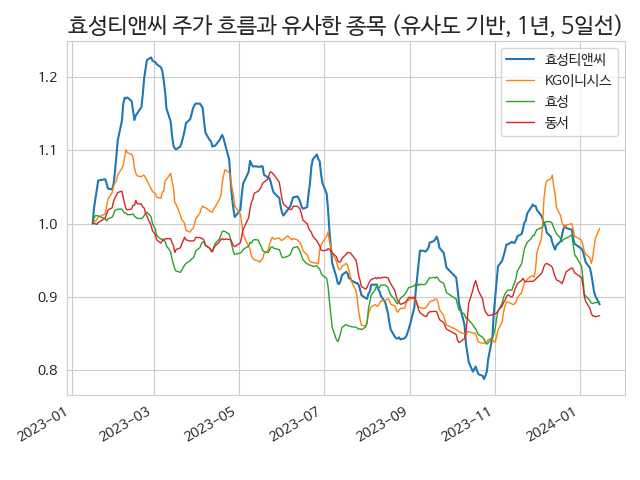 효성티앤씨 주가 흐름과 유사한 종목 (유사도 기반, 1년, 5일선)
효성티앤씨
KG이니시스
효성
동서
1.2
1.1
1.0
0.9
0.8
2023-01
2023-03
2023-05
2023-07
2023-09
2023-11
2024-01